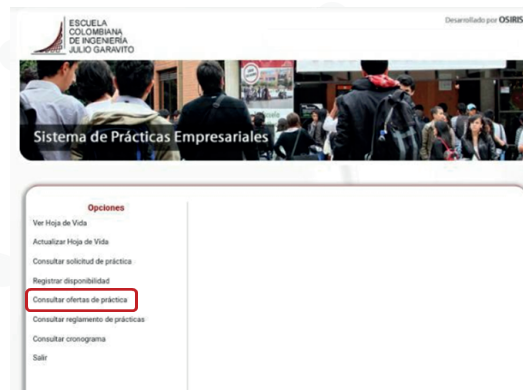 ESCUELA
COLOMBIANA
DE INGENIERÍA
JULIO GARAVITO
Desarrollado por OSIRIS
Sistema de Prácticas Empresariales
Opciones
Ver Hoja de Vida
Actualizar Hoja de Vida
Consultar solicitud de práctica
Registrar disponibilidad
Consultar ofertas de práctica
Consultar reglamento de prácticas
Consultar cronograma
Salir